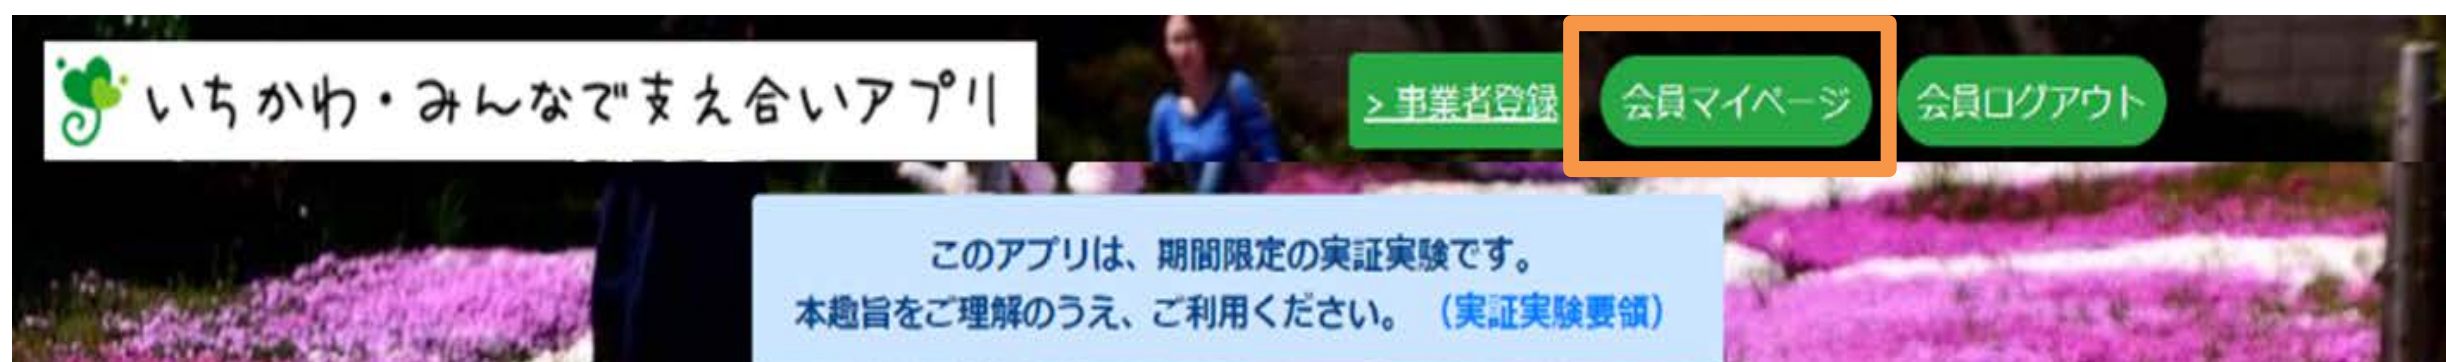 いちかわ・みんなで支え合いアプリ
> 事業者登録
会員マイページ
会員ログアウト
このアプリは、期間限定の実証実験です。
本趣旨をご理解のうえ、ご利用ください。（実証実験要領）